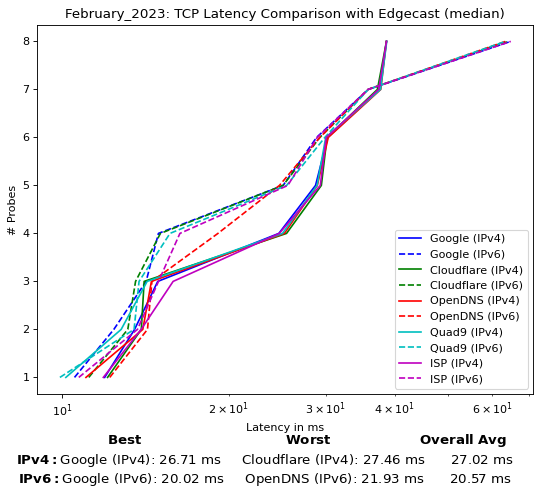 February_2023: TCP Latency Comparison with Edgecast (median)
8
7
6
5
4
3
2
1
# Probes
Google (IPv4)
Google (IPv6)
Cloudflare (IPv4)
Cloudflare (IPv6)
OpenDNS (IPv4)
OpenDNS (IPv6)
Quad9 (IPv4)
Quad9 (IPv6)
ISP (IPv4)
ISP (IPv6)
10¹ 2 × 10¹ 3 × 10¹ 4 × 10¹ 6 × 10¹
Latency in ms
Best Worst Overall Avg
IPv4: Google (IPv4): 26.71 ms Cloudflare (IPv4): 27.46 ms 27.02 ms
IPv6: Google (IPv6): 20.02 ms OpenDNS (IPv6): 21.93 ms 20.57 ms